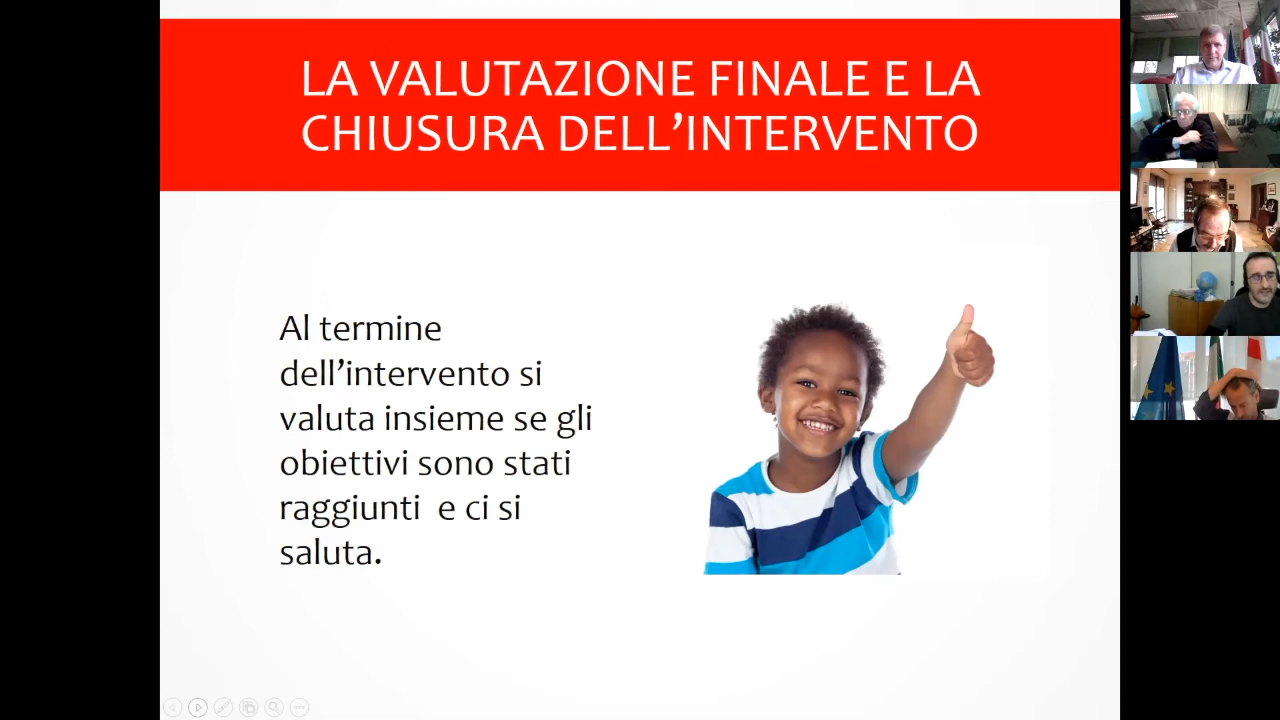 LA VALUTAZIONE FINALE E LA
CHIUSURA DELL’INTERVENTO
Al termine
dell’intervento si
valuta insieme se gli
obiettivi sono stati
raggiunti  e ci si
saluta.